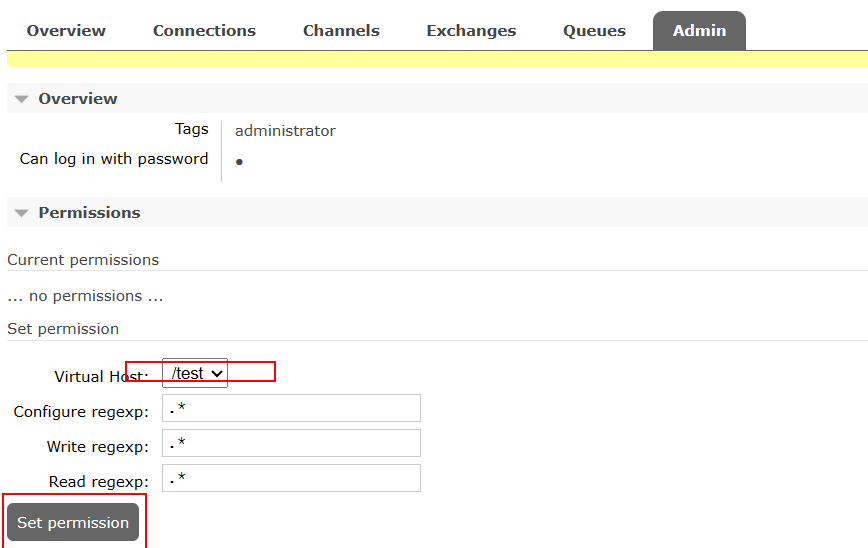 Overview Connections Channels Exchanges Queues Admin
Overview
Tags administrator
Can log in with password ●
Permissions
Current permissions
... no permissions ...
Set permission
Virtual Host: /test
Configure regexp: .*
Write regexp: .*
Read regexp: .*
Set permission